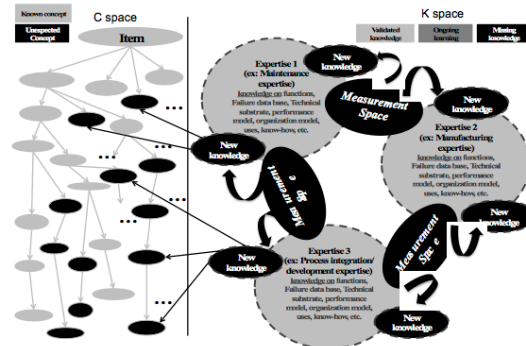 Known concept
Unexpected Concept
C space
Item
...
...
...
...
...
...
K space
Validated knowledge
Ongoing learning
Missing knowledge
New knowledge
Expertise 1
(ex: Maintenance
expertise)
knowledge on functions,
Failure data base, Technical
substrate, performance
model, organization model,
uses, know-how, etc.
Measurement
Space
New
knowledge
Expertise 2
(ex: Manufacturing
expertise)
knowledge on functions,
Failure data base, Technical
substrate, performance
model, organization model,
uses, know-how, etc.
New
knowledge
Measurement
Spe
New
knowledge
Measurement
Spc e
New
knowledge
Expertise 3
(ex: Process integration/
development expertise)
knowledge on functions,
Failure data base, Technical
substrate, performance
model, organization model,
uses, know-how, etc.
New
knowledge